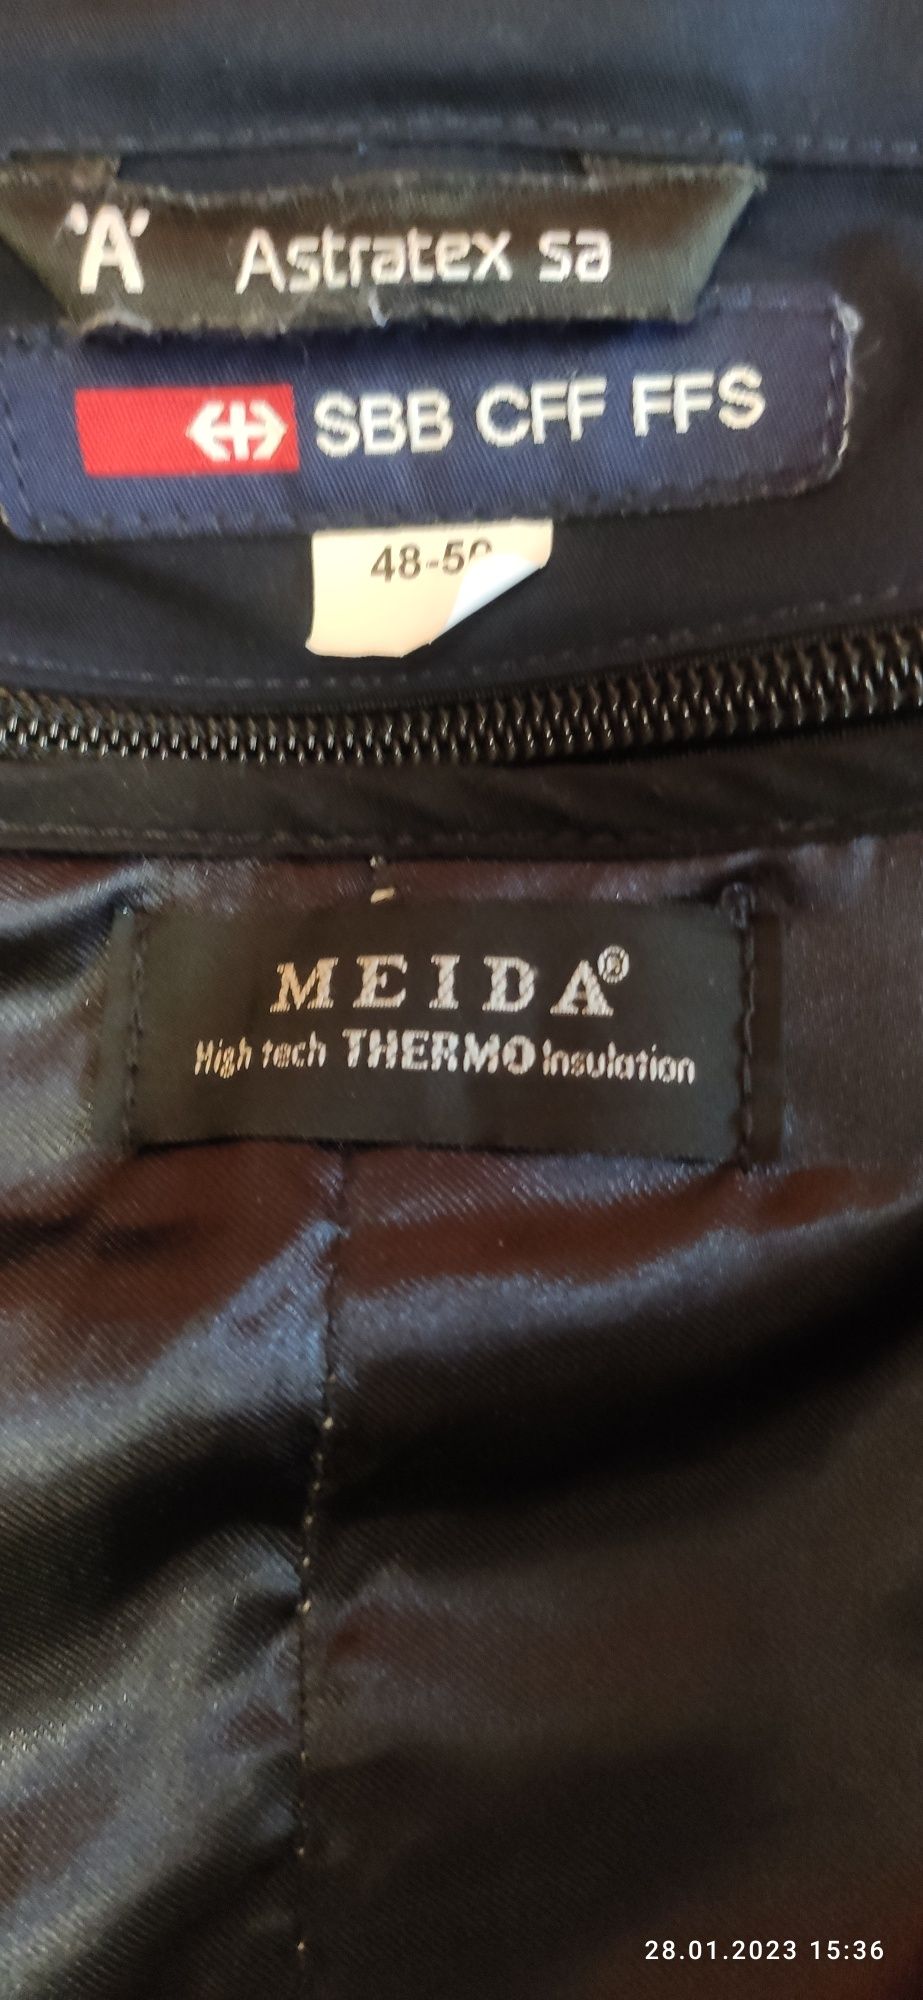 'A' Astratex sa
SBB CFF FFS
48-50
MEIDA®
High tech THERMO Insulation
28.01.2023 15:36